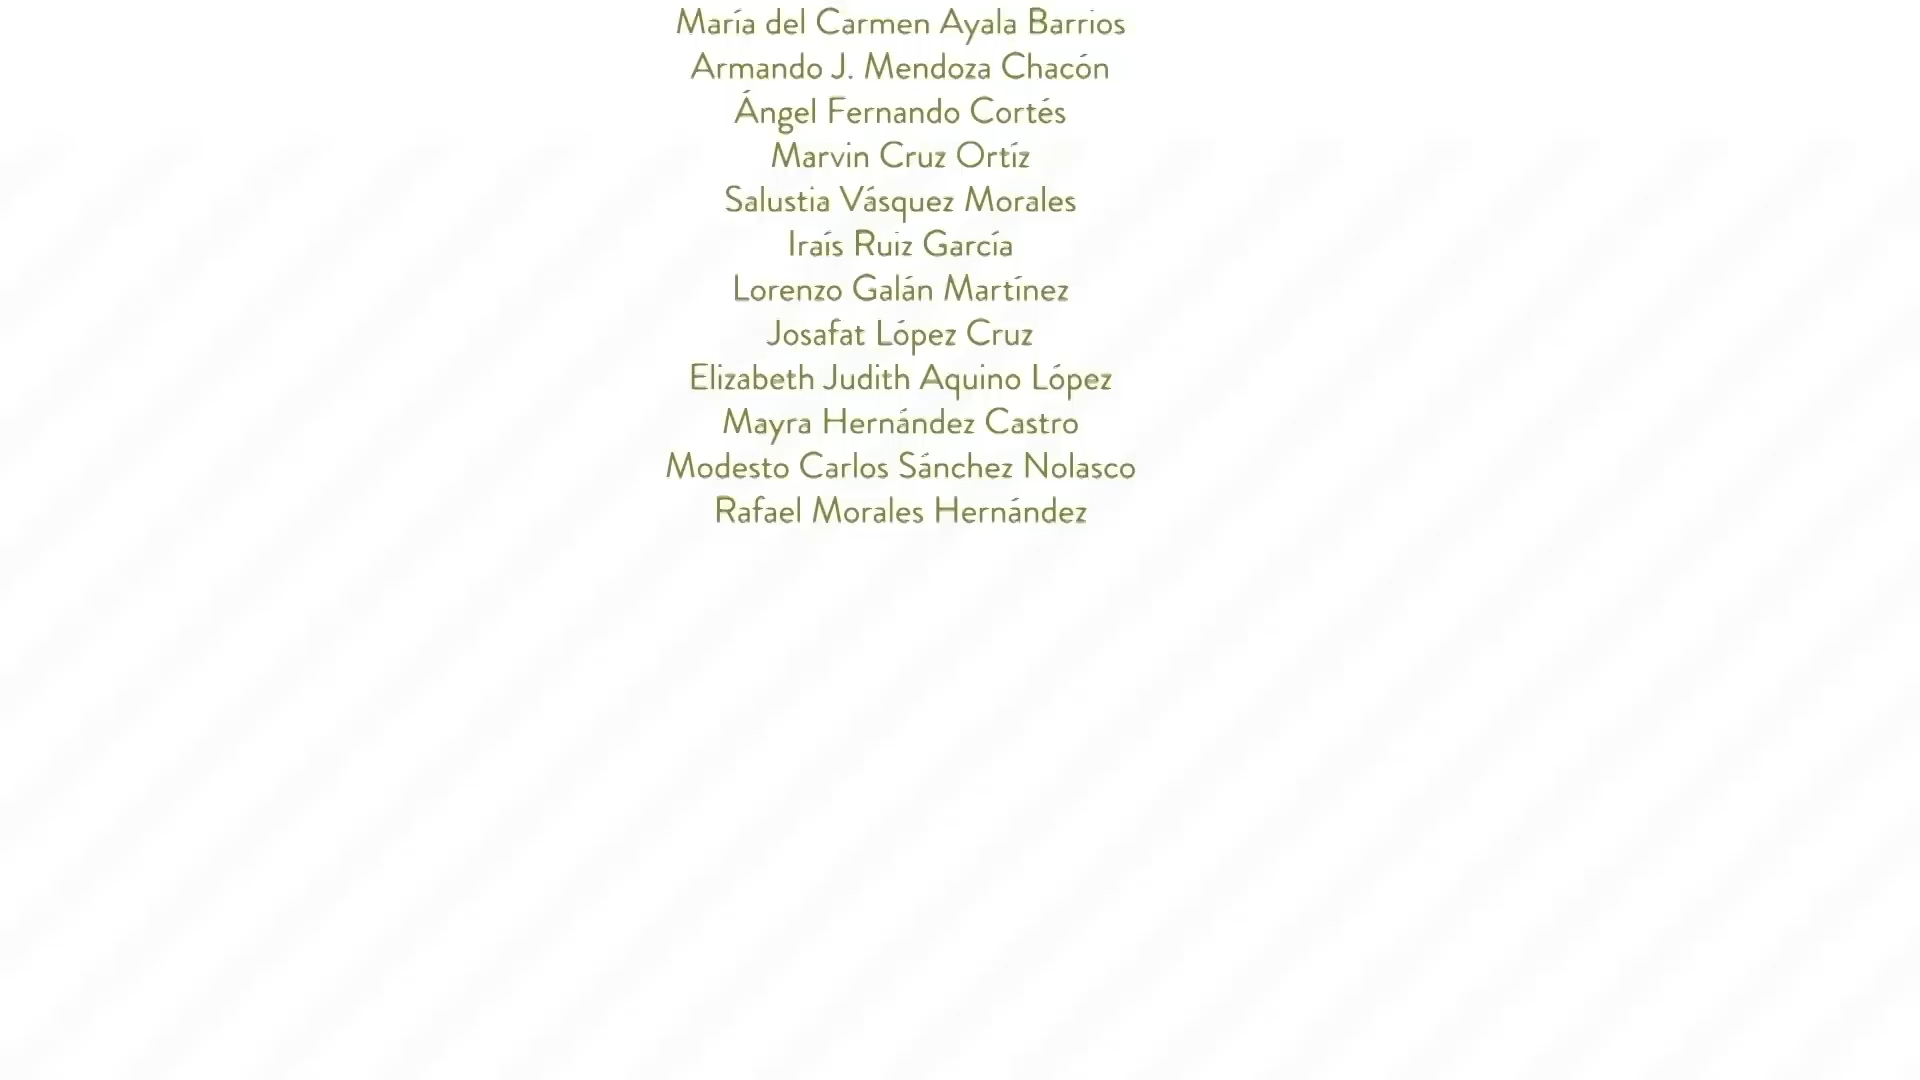 María del Carmen Ayala Barrios
Armando J. Mendoza Chacón
Ángel Fernando Cortés
Marvin Cruz Ortíz
Salustia Vásquez Morales
Iraís Ruiz García
Lorenzo Galán Martínez
Josafat López Cruz
Elizabeth Judith Aquino López
Mayra Hernández Castro
Modesto Carlos Sánchez Nolasco
Rafael Morales Hernández